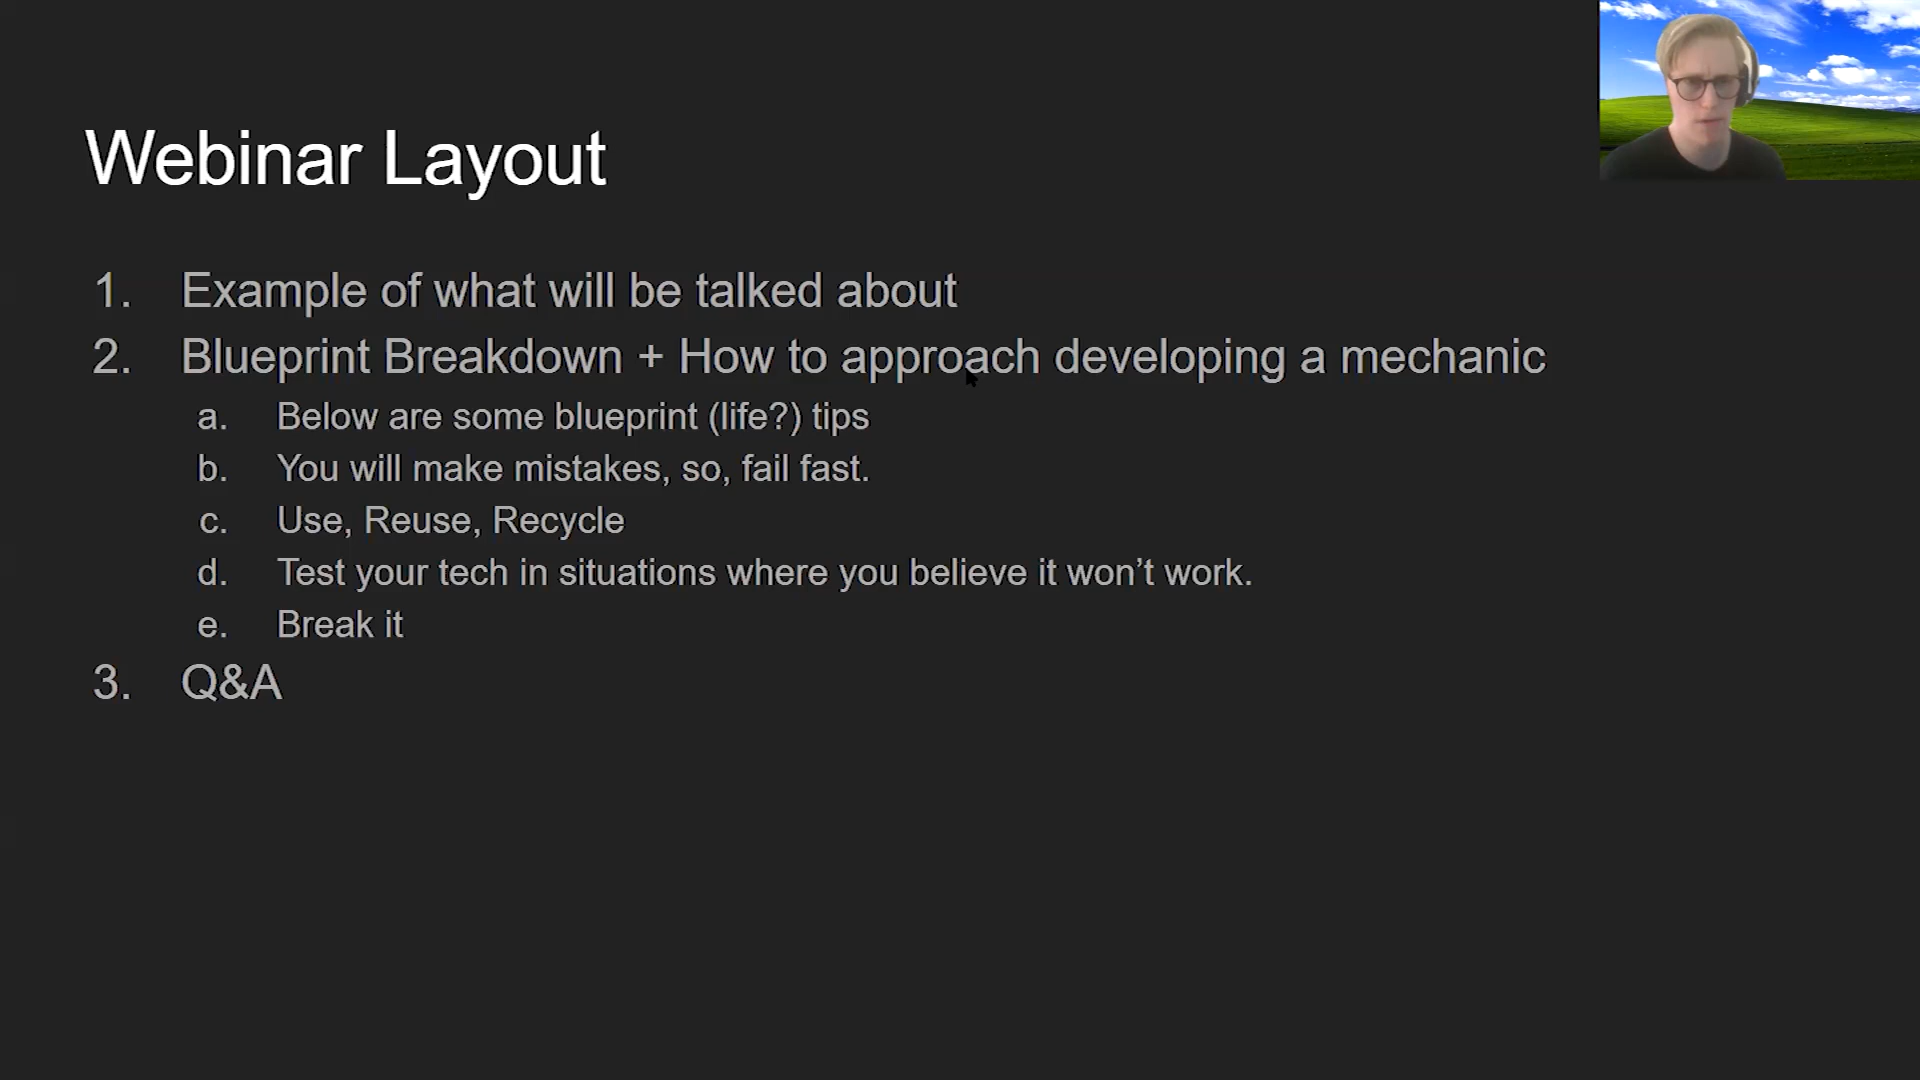 Webinar Layout
1. Example of what will be talked about
2. Blueprint Breakdown + How to approach developing a mechanic
a. Below are some blueprint (life?) tips
b. You will make mistakes, so, fail fast.
c. Use, Reuse, Recycle
d. Test your tech in situations where you believe it won’t work.
e. Break it
3. Q&A